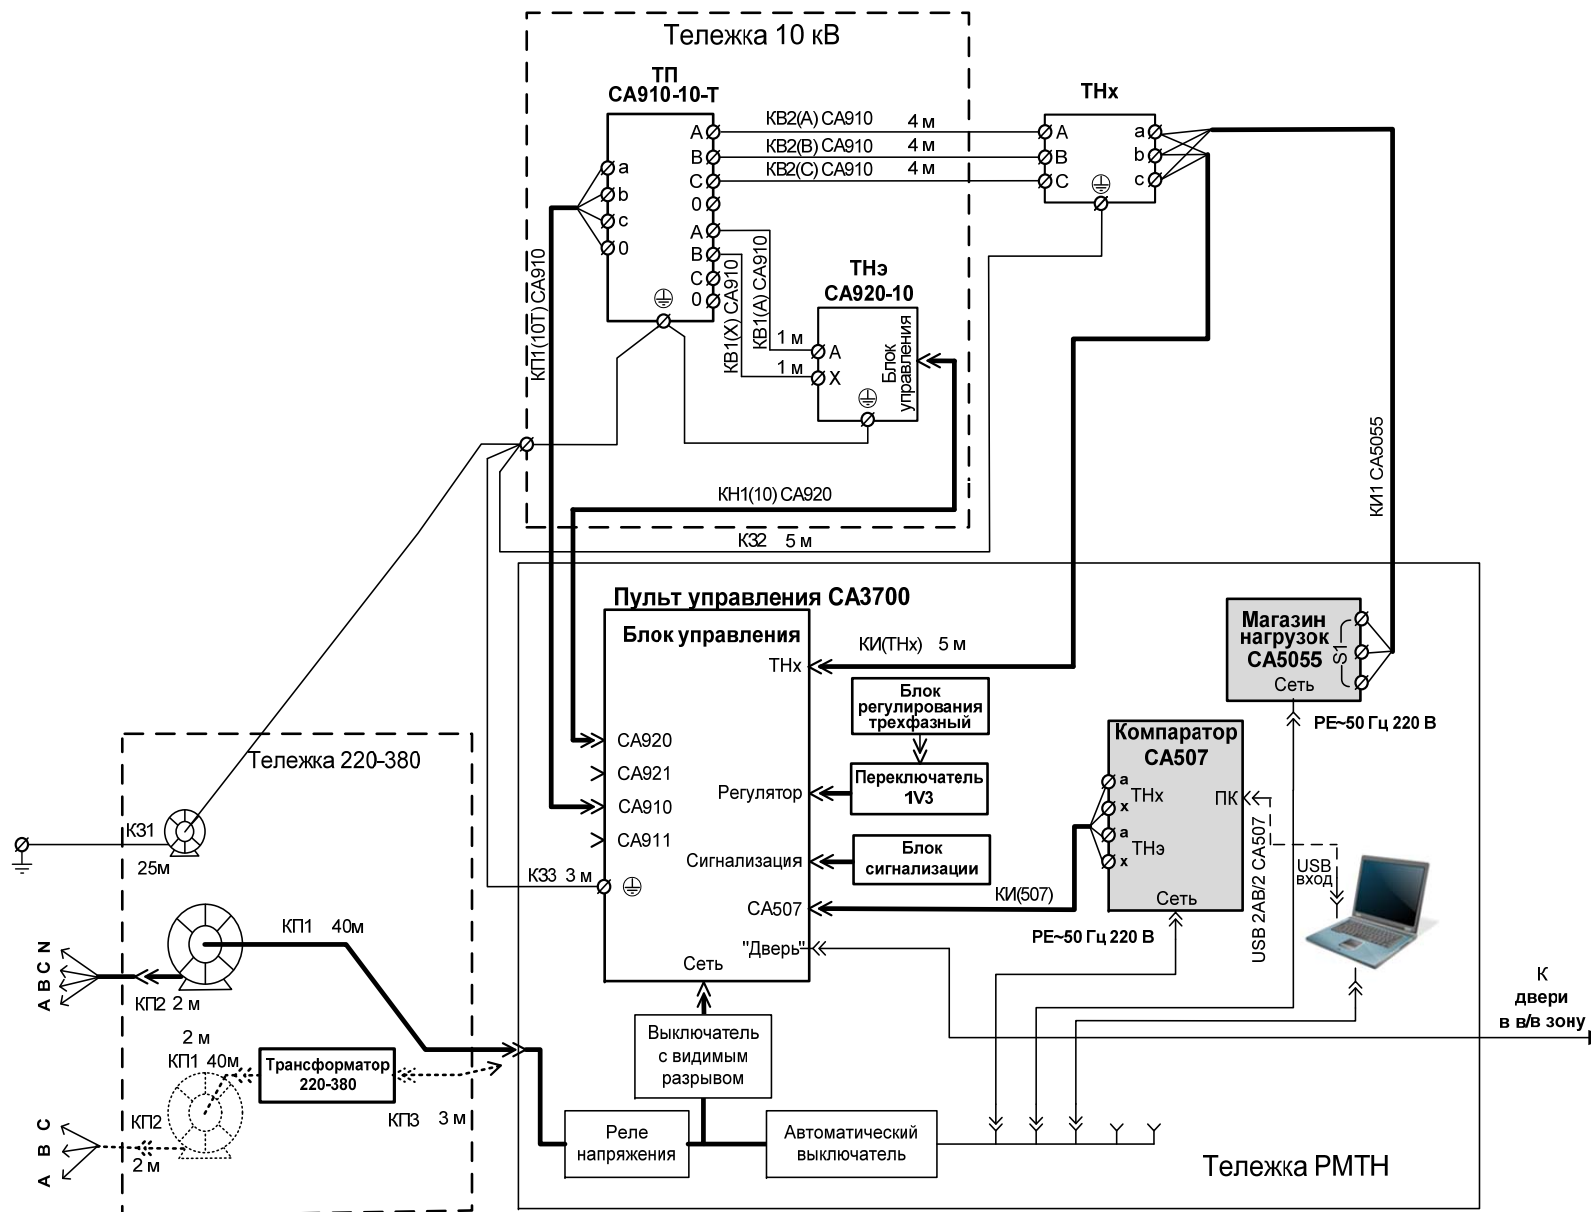 Тележка 10 кВ
ТП
СА910-10-Т
A
B
C
0
A
B
C
0
a
b
c
0
КВ2(А) СА910 4 м
КВ2(В) СА910 4 м
КВ2(С) СА910 4 м
ТНх
A
B
C
a
b
c
КП1(10Т) СА910
КВ1(Х) СА910
КВ1(А) СА910
1 м
1 м
ТНэ
СА920-10
A
X
Блок
управления
КН1(10) СА920
КЗ2 5 м
КИ1 СА5055
Пульт управления СА3700
Блок управления
ТНх
СА920
СА921
СА910
СА911
Регулятор
Сигнализация
СА507
"Дверь"
Сеть
КИ(ТНх) 5 м
Блок
регулирования
трехфазный
Переключатель
1V3
Блок
сигнализации
КИ(507)
Магазин
нагрузок
СА5055
S1
Сеть
РЕ~50 Гц 220 В
Компаратор
СА507
a
ТНх
x
a
ТНэ
x
ПК
Сеть
РЕ~50 Гц 220 В
USB 2АВ/2 СА507
USB
вход
К
двери
в в/в зону
Тележка 220-380
КЗ1
25м
КЗ3 3 м
КП1 40м
A B C N
КП2 2 м
2 м
КП1 40м
Трансформатор
220-380
КП3 3 м
КП2
2 м
A B C
Выключатель
с видимым
разрывом
Реле
напряжения
Автоматический
выключатель
Тележка РМТН